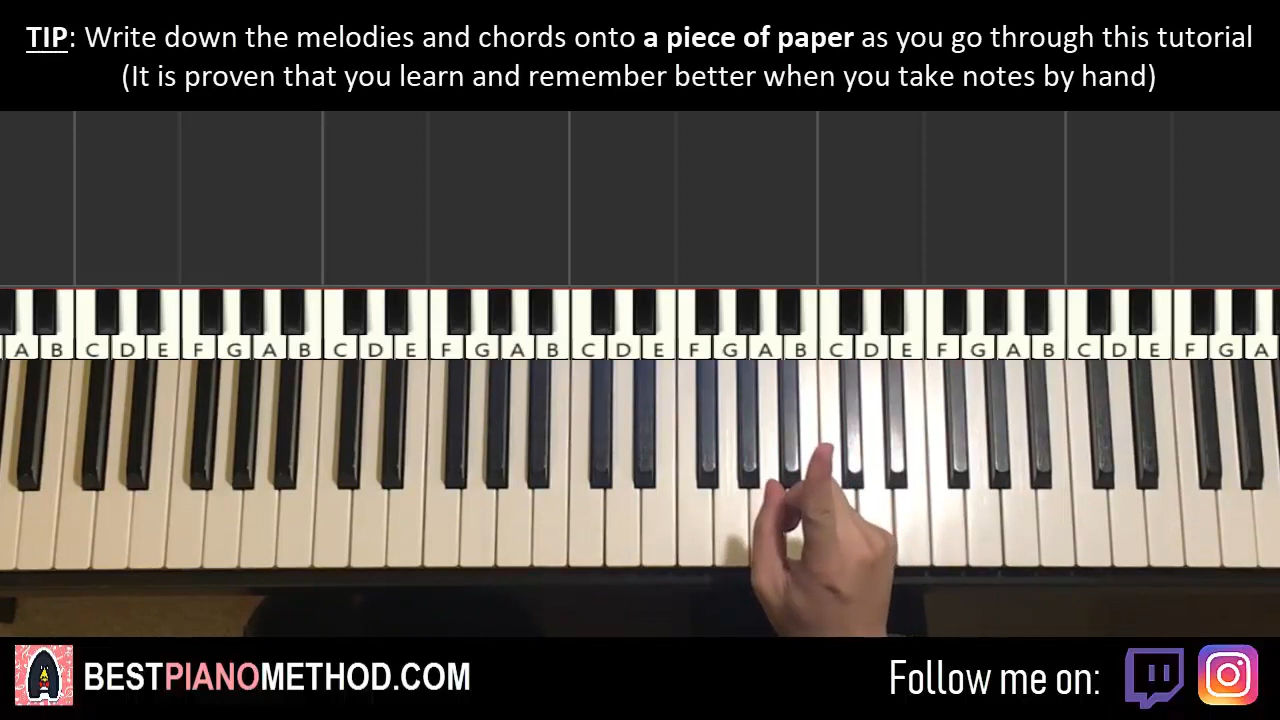 TIP: Write down the melodies and chords onto a piece of paper as you go through this tutorial
(It is proven that you learn and remember better when you take notes by hand)
A B C D E F G A B C D E F G A B C D E F G A B C D E F G A B C D E F G A
BESTPIANOMETHOD.COM
Follow me on: